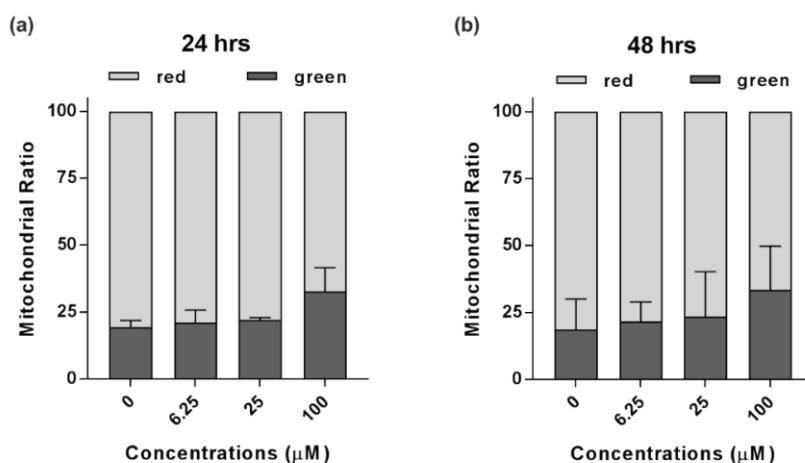 (a)
24 hrs
red green
Mitochondrial Ratio
100
75
50
25
0
0 6.25 25 100
Concentrations (μM)
(b)
48 hrs
red green
Mitochondrial Ratio
100
75
50
25
0
0 6.25 25 100
Concentrations (μM)